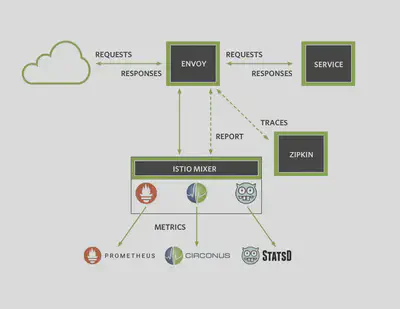 REQUESTS
RESPONSES
ENVOY
REQUESTS
RESPONSES
SERVICE
TRACES
REPORT
ZIPKIN
ISTIO MIXER
METRICS
PROMETHEUS
CIRCONUS
STATSD